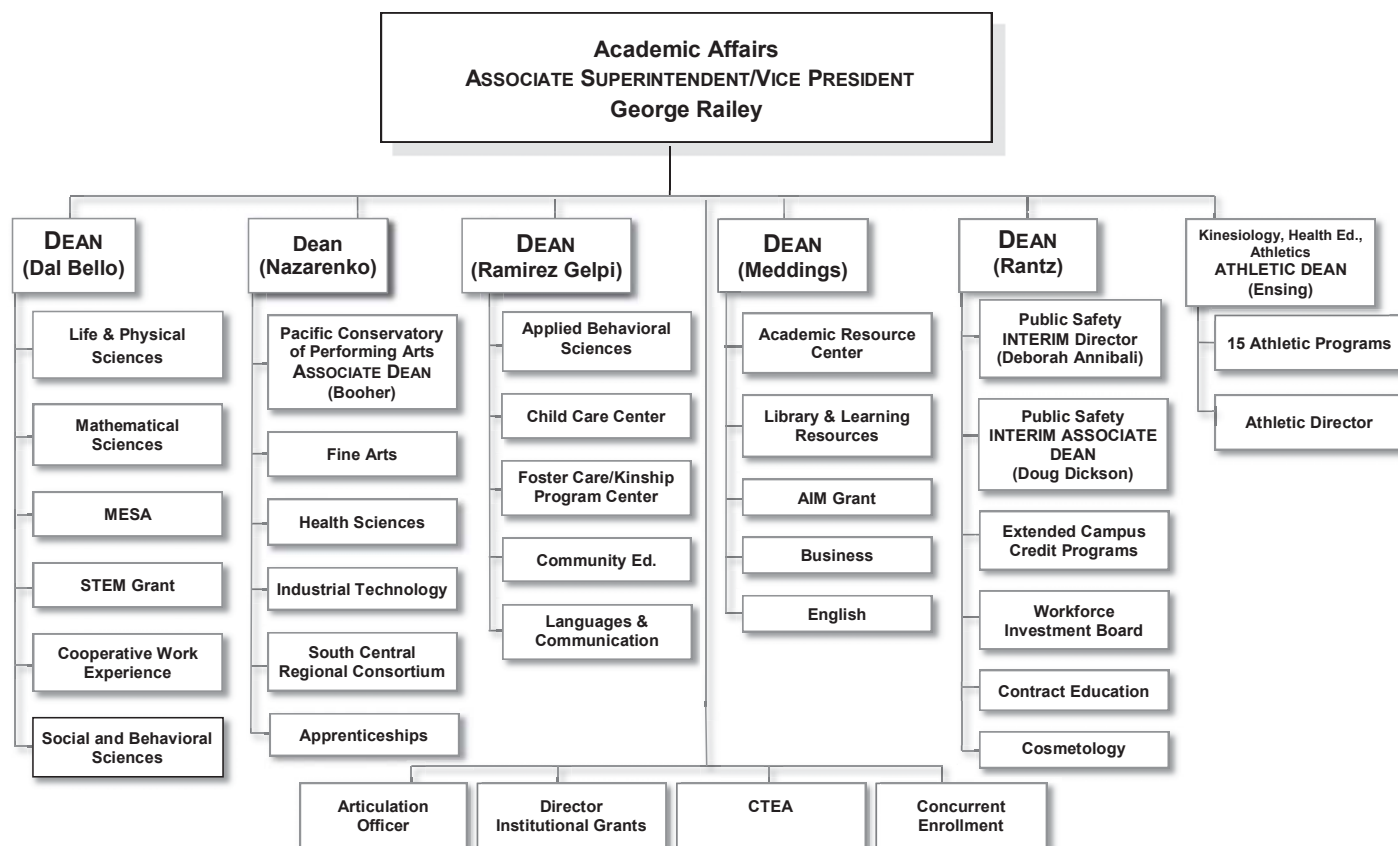 Academic Affairs
ASSOCIATE SUPERINTENDENT/VICE PRESIDENT
George Railey
DEAN
(Dal Bello)
Life & Physical
Sciences
Mathematical
Sciences
MESA
STEM Grant
Cooperative Work
Experience
Social and Behavioral
Sciences
Dean
(Nazarenko)
Pacific Conservatory
of Performing Arts
ASSOCIATE DEAN
(Booher)
Fine Arts
Health Sciences
Industrial Technology
South Central
Regional Consortium
Apprenticeships
DEAN
(Ramirez Gelpi)
Applied Behavioral
Sciences
Child Care Center
Foster Care/Kinship
Program Center
Community Ed.
Languages &
Communication
DEAN
(Meddings)
Academic Resource
Center
Library & Learning
Resources
AIM Grant
Business
English
DEAN
(Rantz)
Public Safety
INTERIM Director
(Deborah Annibali)
Public Safety
INTERIM ASSOCIATE
DEAN
(Doug Dickson)
Extended Campus
Credit Programs
Workforce
Investment Board
Contract Education
Cosmetology
Kinesiology, Health Ed.,
Athletics
ATHLETIC DEAN
(Ensing)
15 Athletic Programs
Athletic Director
Articulation
Officer
Director
Institutional Grants
CTEA
Concurrent
Enrollment